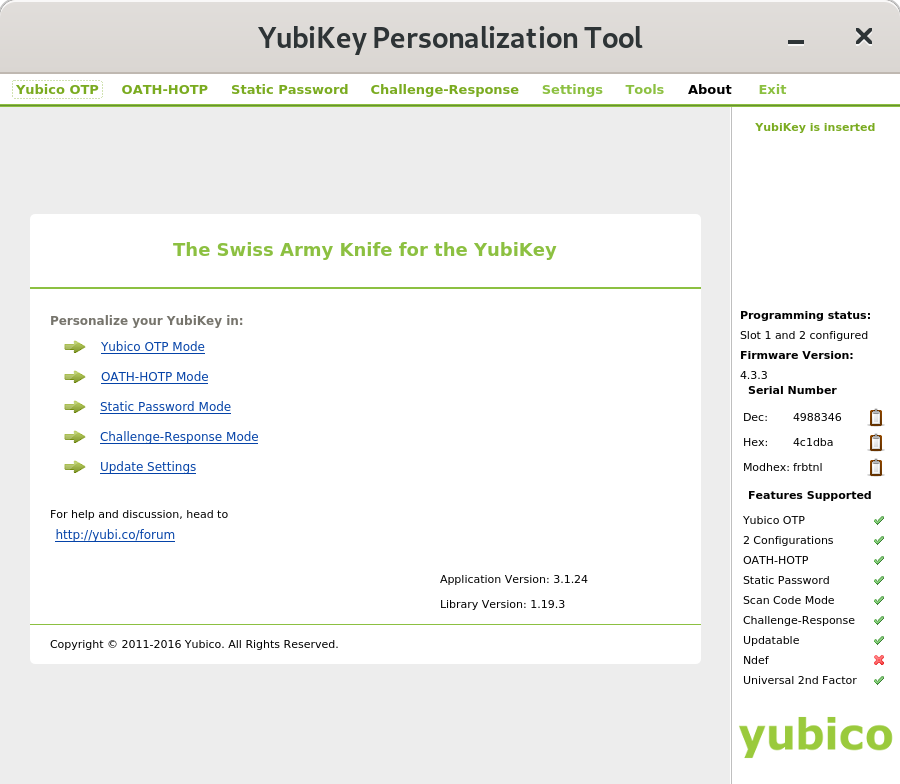 YubiKey Personalization Tool
Yubico OTP OATH-HOTP Static Password Challenge-Response Settings Tools About Exit
The Swiss Army Knife for the YubiKey
Personalize your YubiKey in:
Yubico OTP Mode
OATH-HOTP Mode
Static Password Mode
Challenge-Response Mode
Update Settings
For help and discussion, head to
http://yubi.co/forum
Application Version: 3.1.24
Library Version: 1.19.3
Copyright © 2011-2016 Yubico. All Rights Reserved.
YubiKey is inserted
Programming status:
Slot 1 and 2 configured
Firmware Version:
4.3.3
Serial Number
Dec: 4988346
Hex: 4c1dba
Modhex: frbtnl
Features Supported
Yubico OTP
2 Configurations
OATH-HOTP
Static Password
Scan Code Mode
Challenge-Response
Updatable
Ndef
Universal 2nd Factor
yubico